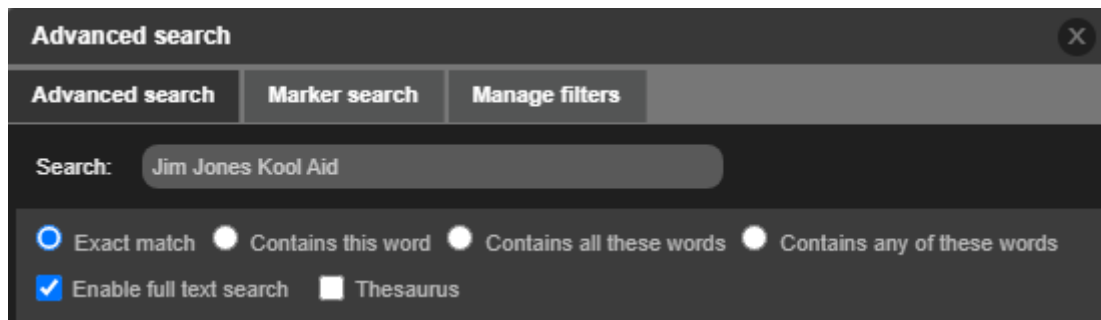 Advanced search X
Advanced search Marker search Manage filters
Search: Jim Jones Kool Aid
Exact match Contains this word Contains all these words Contains any of these words
Enable full text search Thesaurus